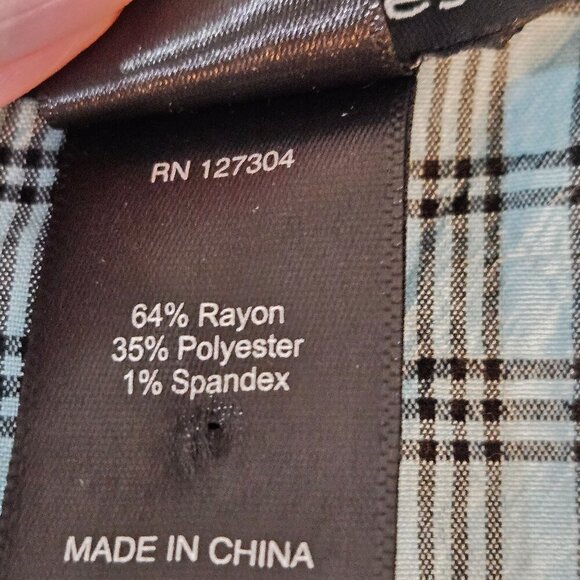 RN 127304
64% Rayon
35% Polyester
1% Spandex
MADE IN CHINA